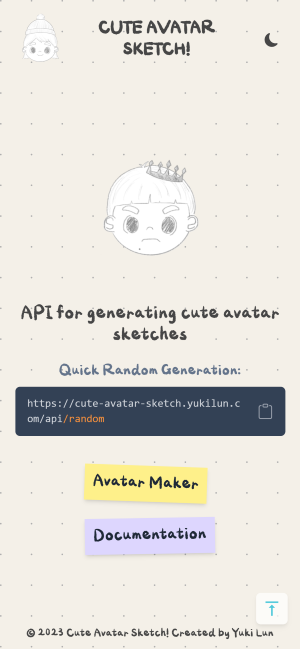 CUTE AVATAR
SKETCH!
API for generating cute avatar
sketches
Quick Random Generation:
https://cute-avatar-sketch.yukilun.c
om/api/random
Avatar Maker
Documentation
© 2023 Cute Avatar Sketch! Created by Yuki Lun